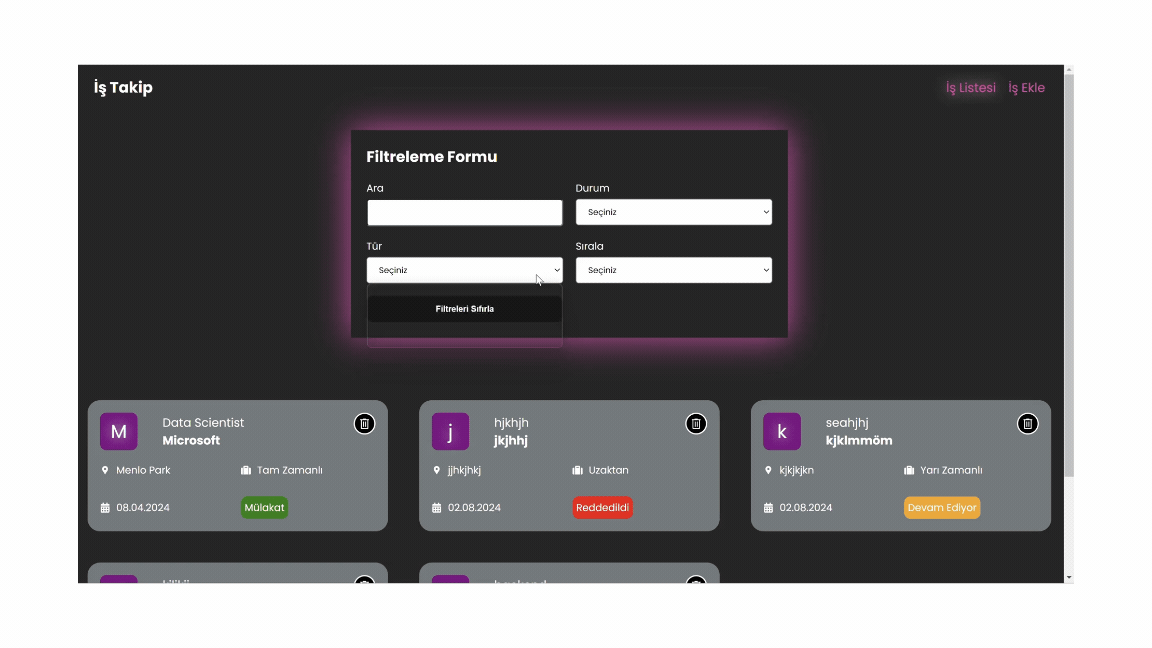 İş Takip
İş Listesi İş Ekle
Filtreleme Formu
Ara
Durum
Seçiniz
Tür
Sırala
Seçiniz
Seçiniz
Filtreleri Sıfırla
M
Data Scientist
Microsoft
Menlo Park
Tam Zamanlı
08.04.2024
Mülakat
j
hjkhjh
jkjhhj
jjhkjhkj
Uzaktan
02.08.2024
Reddedildi
k
seahjhj
kjklmmöm
kjkjkjkn
Yarı Zamanlı
02.08.2024
Devam Ediyor